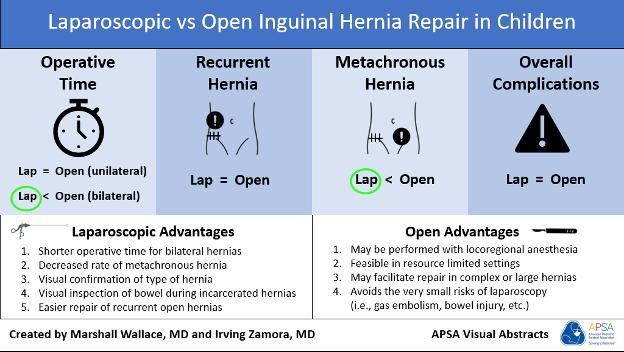 Laparoscopic vs Open Inguinal Hernia Repair in Children
Operative
Time
Lap = Open (unilateral)
Lap < Open (bilateral)
Recurrent
Hernia
Lap = Open
Metachronous
Hernia
Lap < Open
Overall
Complications
Lap = Open
Laparoscopic Advantages
1. Shorter operative time for bilateral hernias
2. Decreased rate of metachronous hernia
3. Visual confirmation of type of hernia
4. Visual inspection of bowel during incarcerated hernias
5. Easier repair of recurrent open hernias
Open Advantages
1. May be performed with locoregional anesthesia
2. Feasible in resource limited settings
3. May facilitate repair in complex or large hernias
4. Avoids the very small risks of laparoscopy
(i.e., gas embolism, bowel injury, etc.)
Created by Marshall Wallace, MD and Irving Zamora, MD
APSA Visual Abstracts
APSA